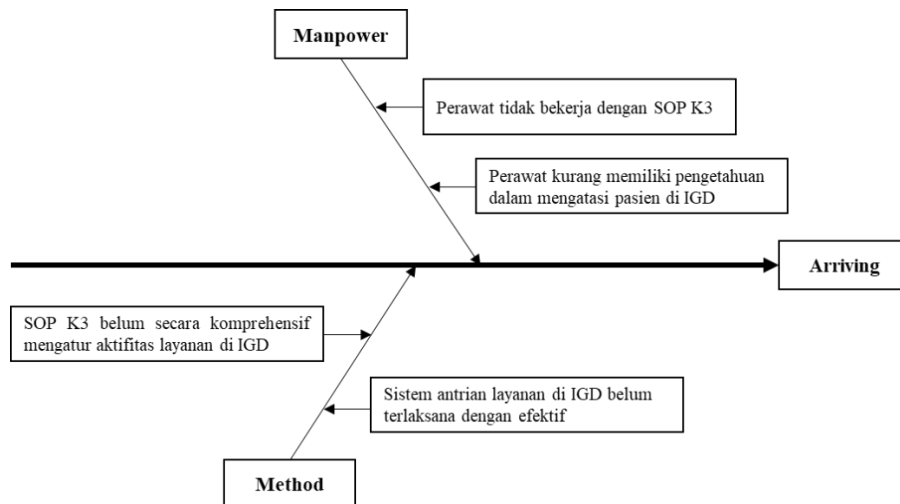 Manpower
Perawat tidak bekerja dengan SOP K3
Perawat kurang memiliki pengetahuan
dalam mengatasi pasien di IGD
Arriving
SOP K3 belum secara komprehensif
mengatur aktifitas layanan di IGD
Sistem antrian layanan di IGD belum
terlaksana dengan efektif
Method